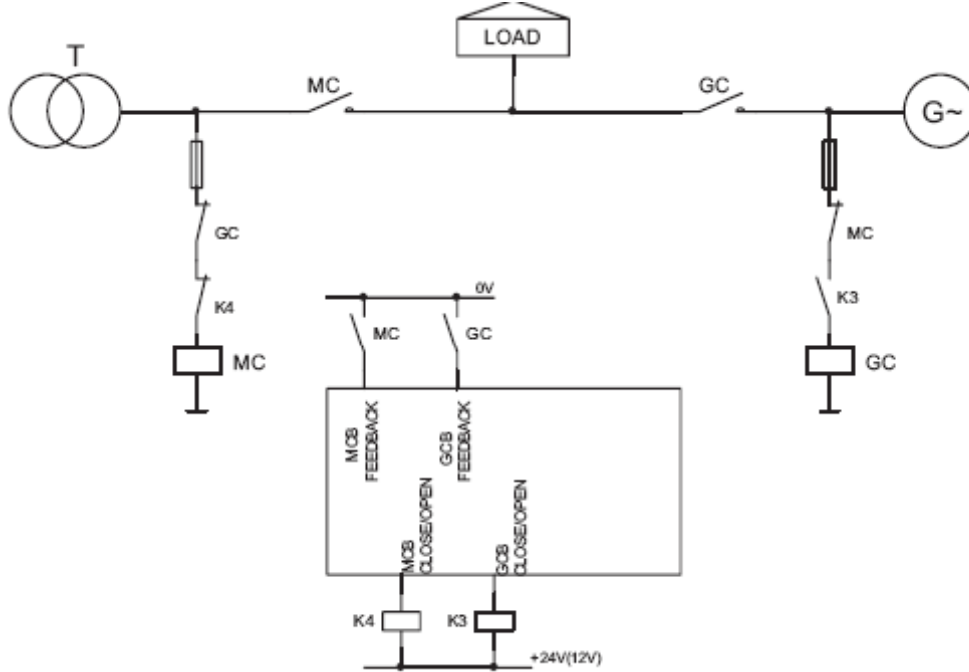 LOAD
T
MC
GC
G~
GC
MC
K4
K3
0V
MC
GC
MC
GC
MCB
FEEDBACK
GCB
FEEDBACK
MCB
CLOSE/OPEN
GCB
CLOSE/OPEN
K4
K3
+24V(12V)